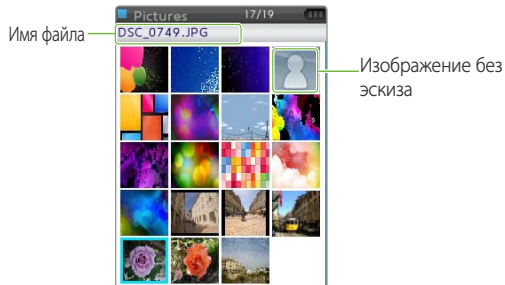 Pictures 17/19
Имя файла
DSC_0749.JPG
Изображение без
эскиза